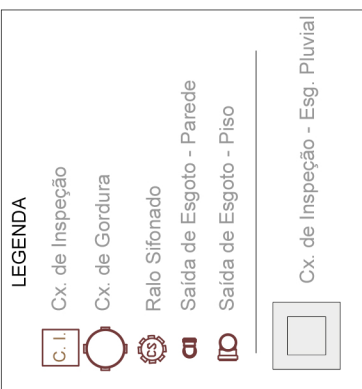 LEGENDA
C. I. Cx. de Inspeção
Cx. de Gordura
CS Ralo Sifonado
Saída de Esgoto - Parede
Saída de Esgoto - Piso
Cx. de Inspeção - Esg. Pluvial